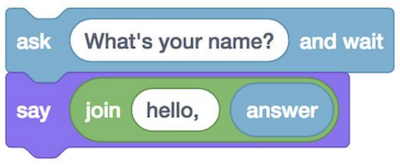 ask What's your name? and wait
say join hello, answer